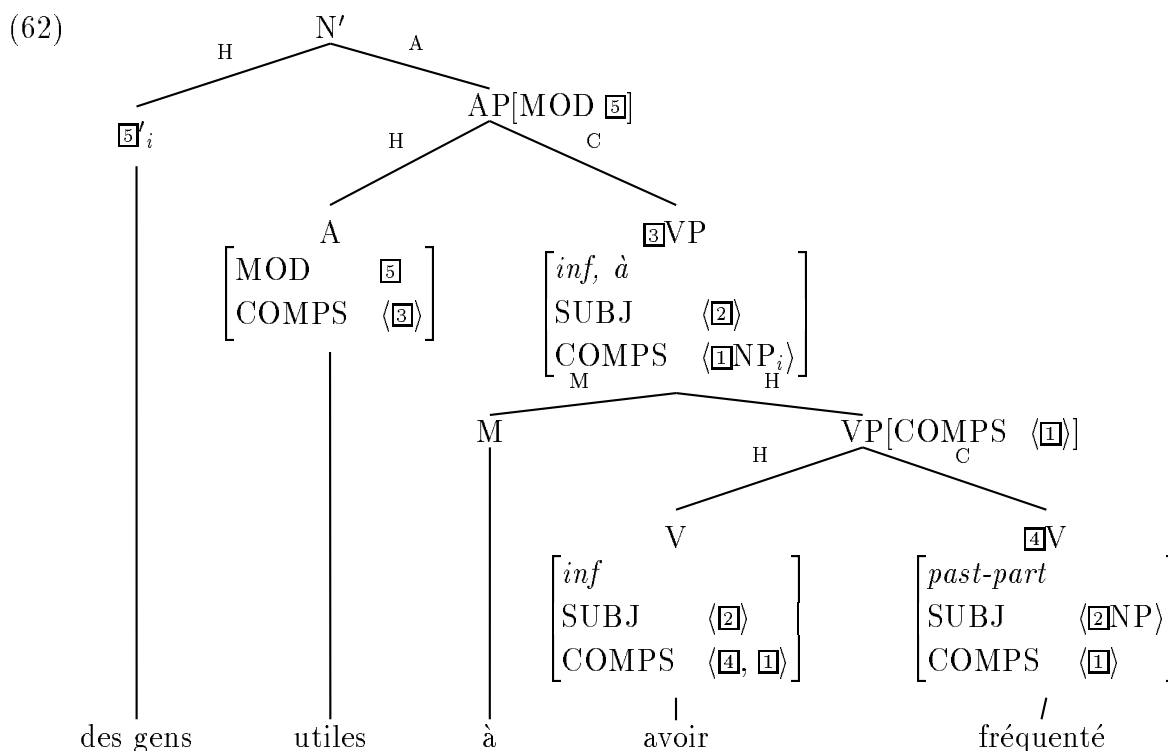 (62) N′
H A
AP[MOD 5]
5′i
H C
A 3VP
MOD 5 inf, à
COMPS ⟨3⟩ SUBJ ⟨2⟩
COMPS ⟨1NPi⟩
M H
M VP[COMPS ⟨1⟩]
H C
V 4V
inf past-part
SUBJ ⟨2⟩ SUBJ ⟨2NP⟩
COMPS ⟨4, 1⟩ COMPS ⟨1⟩
des gens utiles à avoir fréquenté